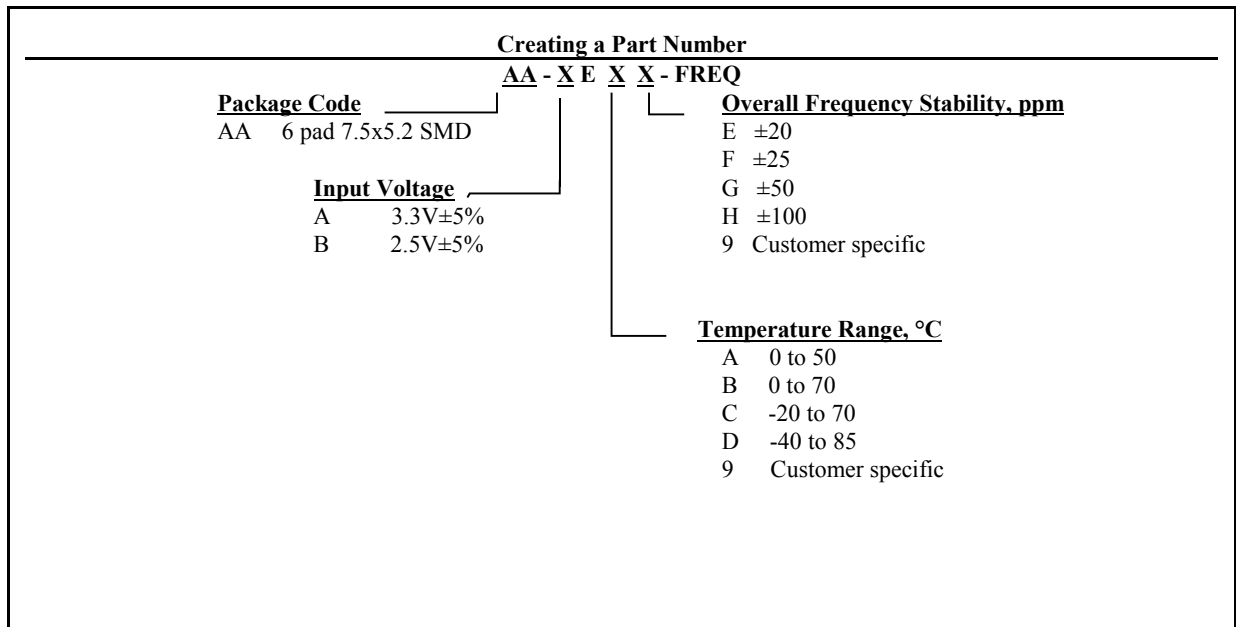 Creating a Part Number
AA - X E X X - FREQ
Package Code
AA 6 pad 7.5x5.2 SMD
Input Voltage
A 3.3V±5%
B 2.5V±5%
Overall Frequency Stability, ppm
E ±20
F ±25
G ±50
H ±100
9 Customer specific
Temperature Range, °C
A 0 to 50
B 0 to 70
C -20 to 70
D -40 to 85
9 Customer specific